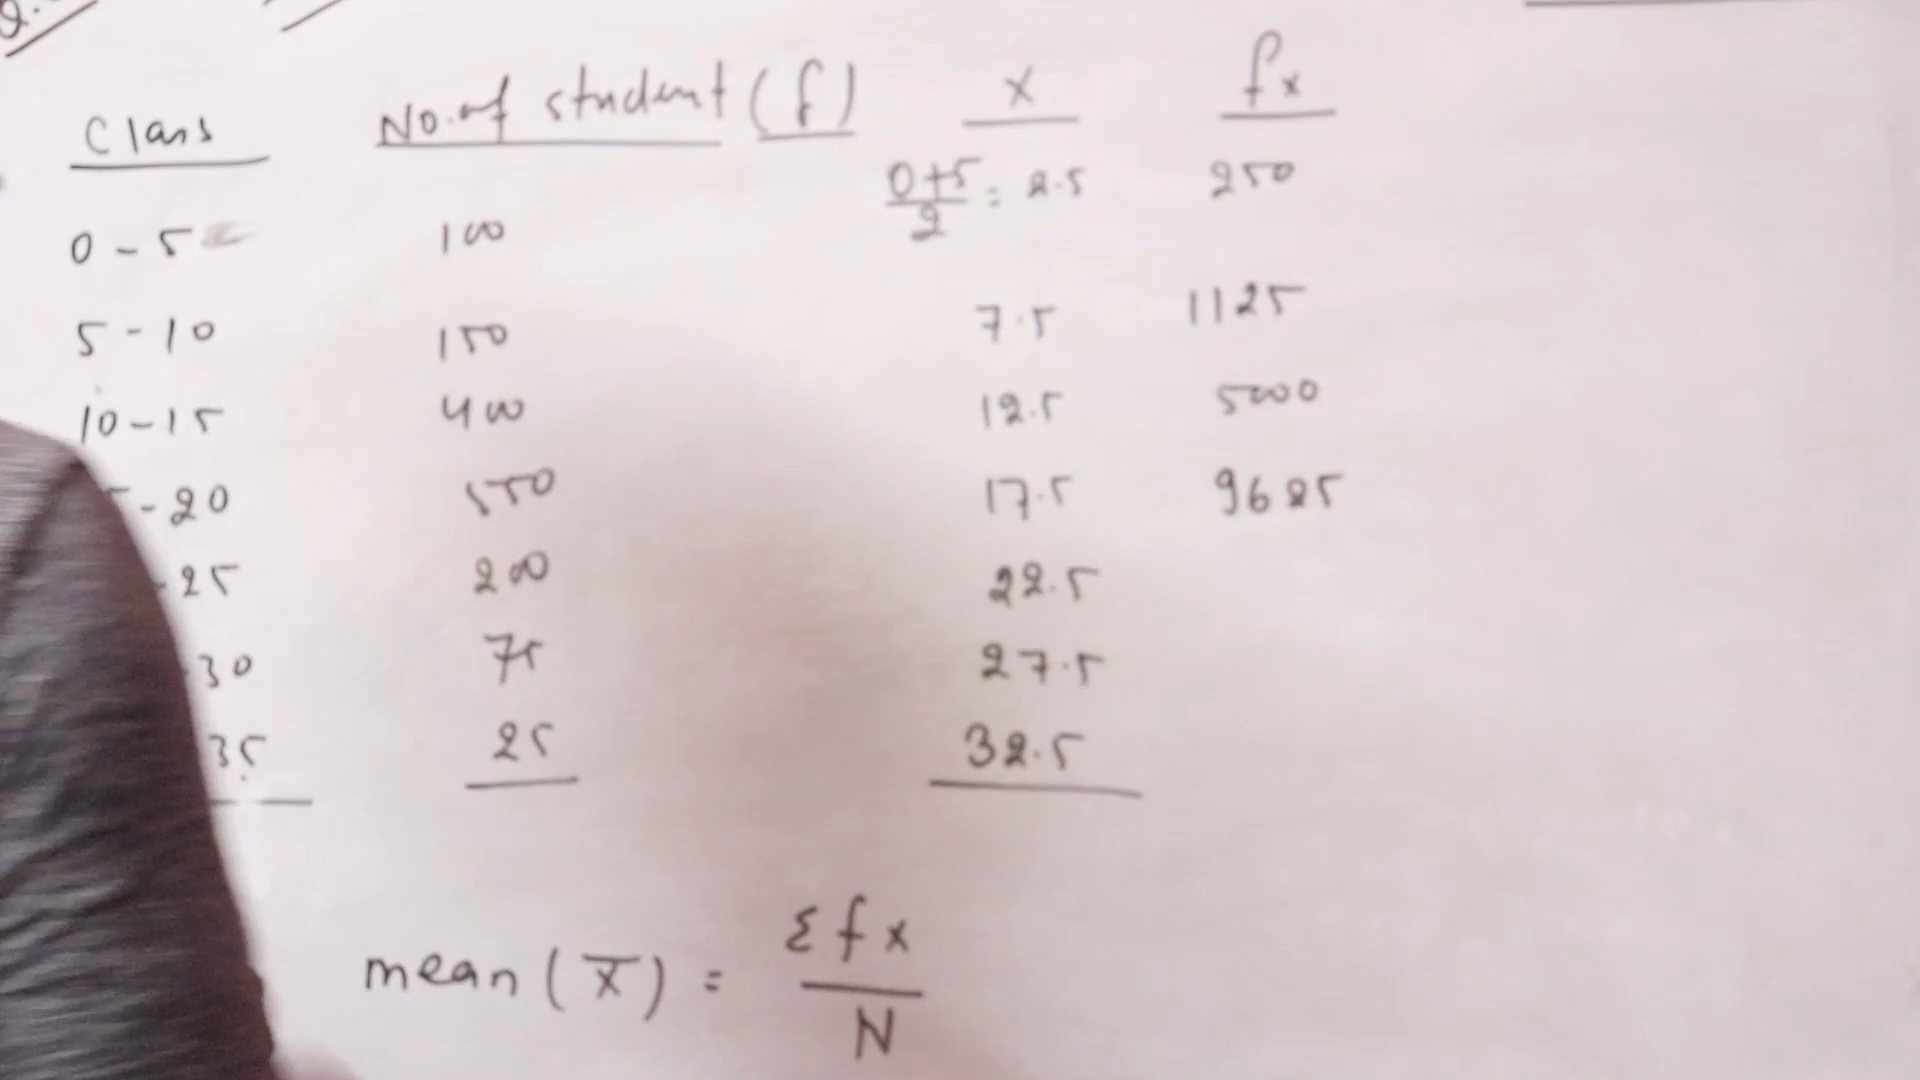 Class No. of student (f) x fx
0 - 5 100 0+5/2 = 2.5 250
5 - 10 150 7.5 1125
10 - 15 400 12.5 5000
- 20 550 17.5 9625
- 25 200 22.5
30 75 27.5
35 25 32.5
mean (x̄) = Σfx/N